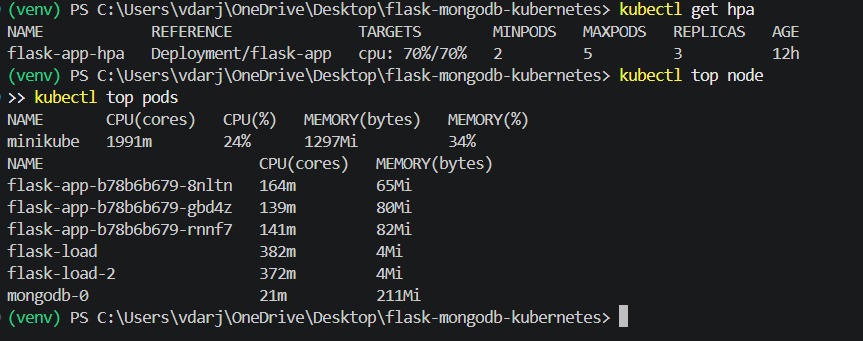 (venv) PS C:\Users\vdarj\OneDrive\Desktop\flask-mongodb-kubernetes> kubectl get hpa
NAME REFERENCE TARGETS MINPODS MAXPODS REPLICAS AGE
flask-app-hpa Deployment/flask-app cpu: 70%/70% 2 5 3 12h
(venv) PS C:\Users\vdarj\OneDrive\Desktop\flask-mongodb-kubernetes> kubectl top node
>> kubectl top pods
NAME CPU(cores) CPU(%) MEMORY(bytes) MEMORY(%)
minikube 1991m 24% 1297Mi 34%
NAME CPU(cores) MEMORY(bytes)
flask-app-b78b6b679-8nltn 164m 65Mi
flask-app-b78b6b679-gbd4z 139m 80Mi
flask-app-b78b6b679-rnnf7 141m 82Mi
flask-load 382m 4Mi
flask-load-2 372m 4Mi
mongodb-0 21m 211Mi
(venv) PS C:\Users\vdarj\OneDrive\Desktop\flask-mongodb-kubernetes>